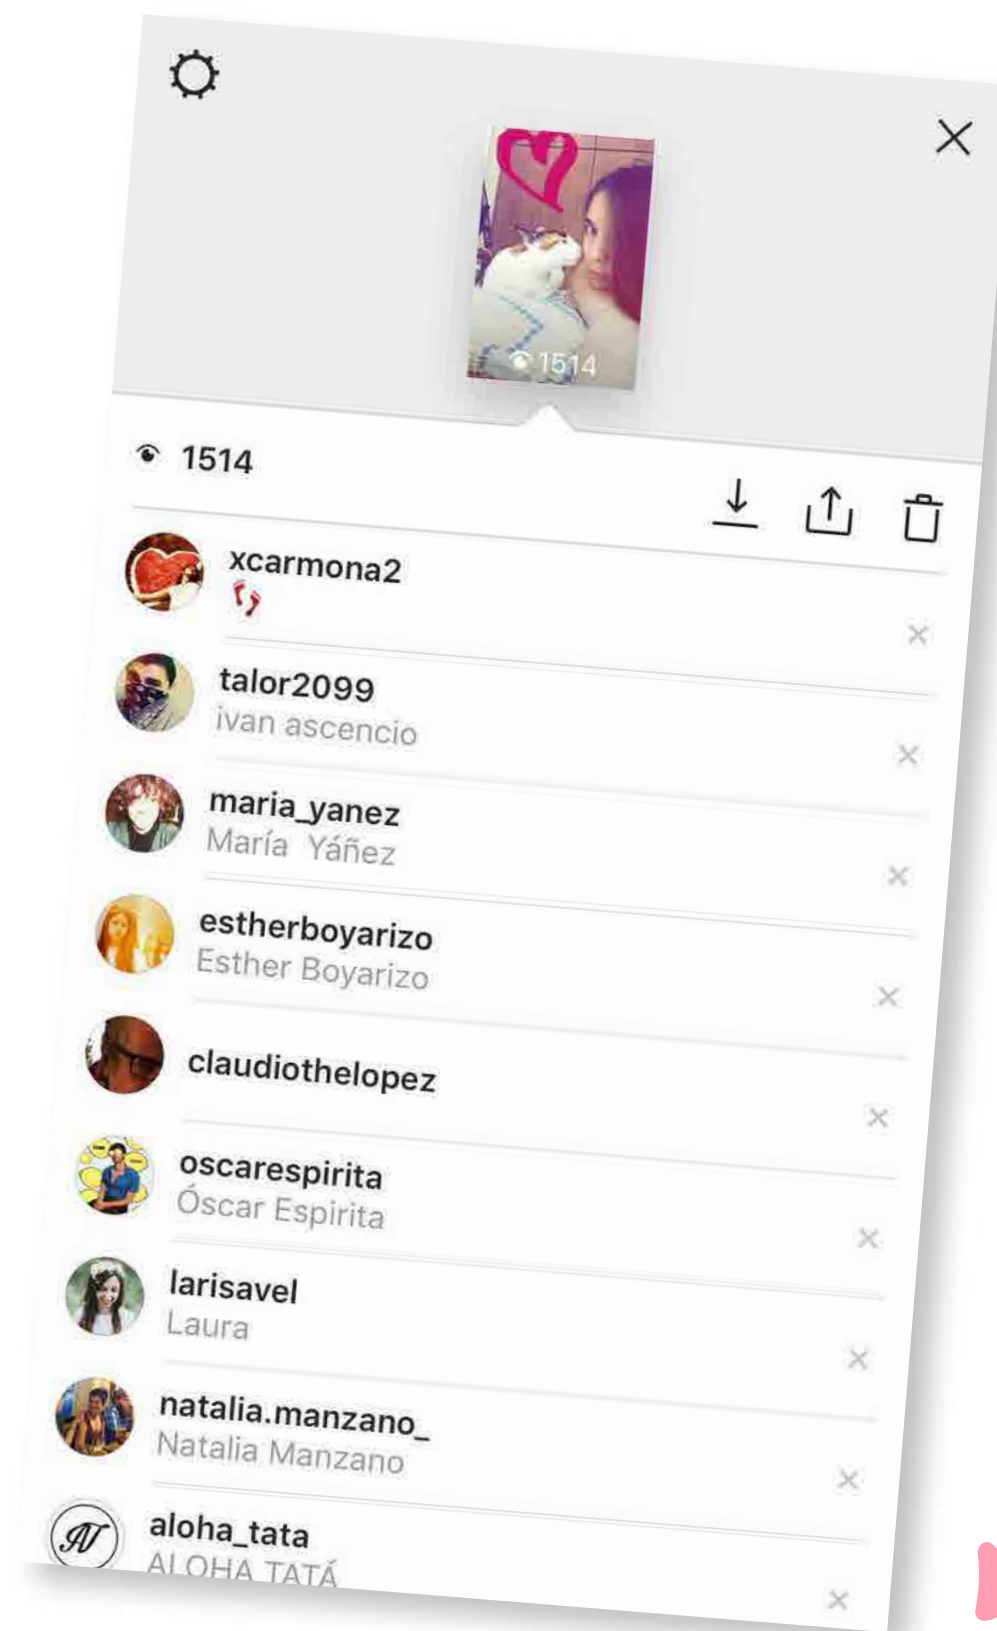 1514
1514
xcarmona2
👣
talor2099
ivan ascencio
maria_yanez
María Yáñez
estherboyarizo
Esther Boyarizo
claudiothelopez
oscarespirita
Óscar Espirita
larisavel
Laura
natalia.manzano_
Natalia Manzano
aloha_tata
ALOHA TATÁ